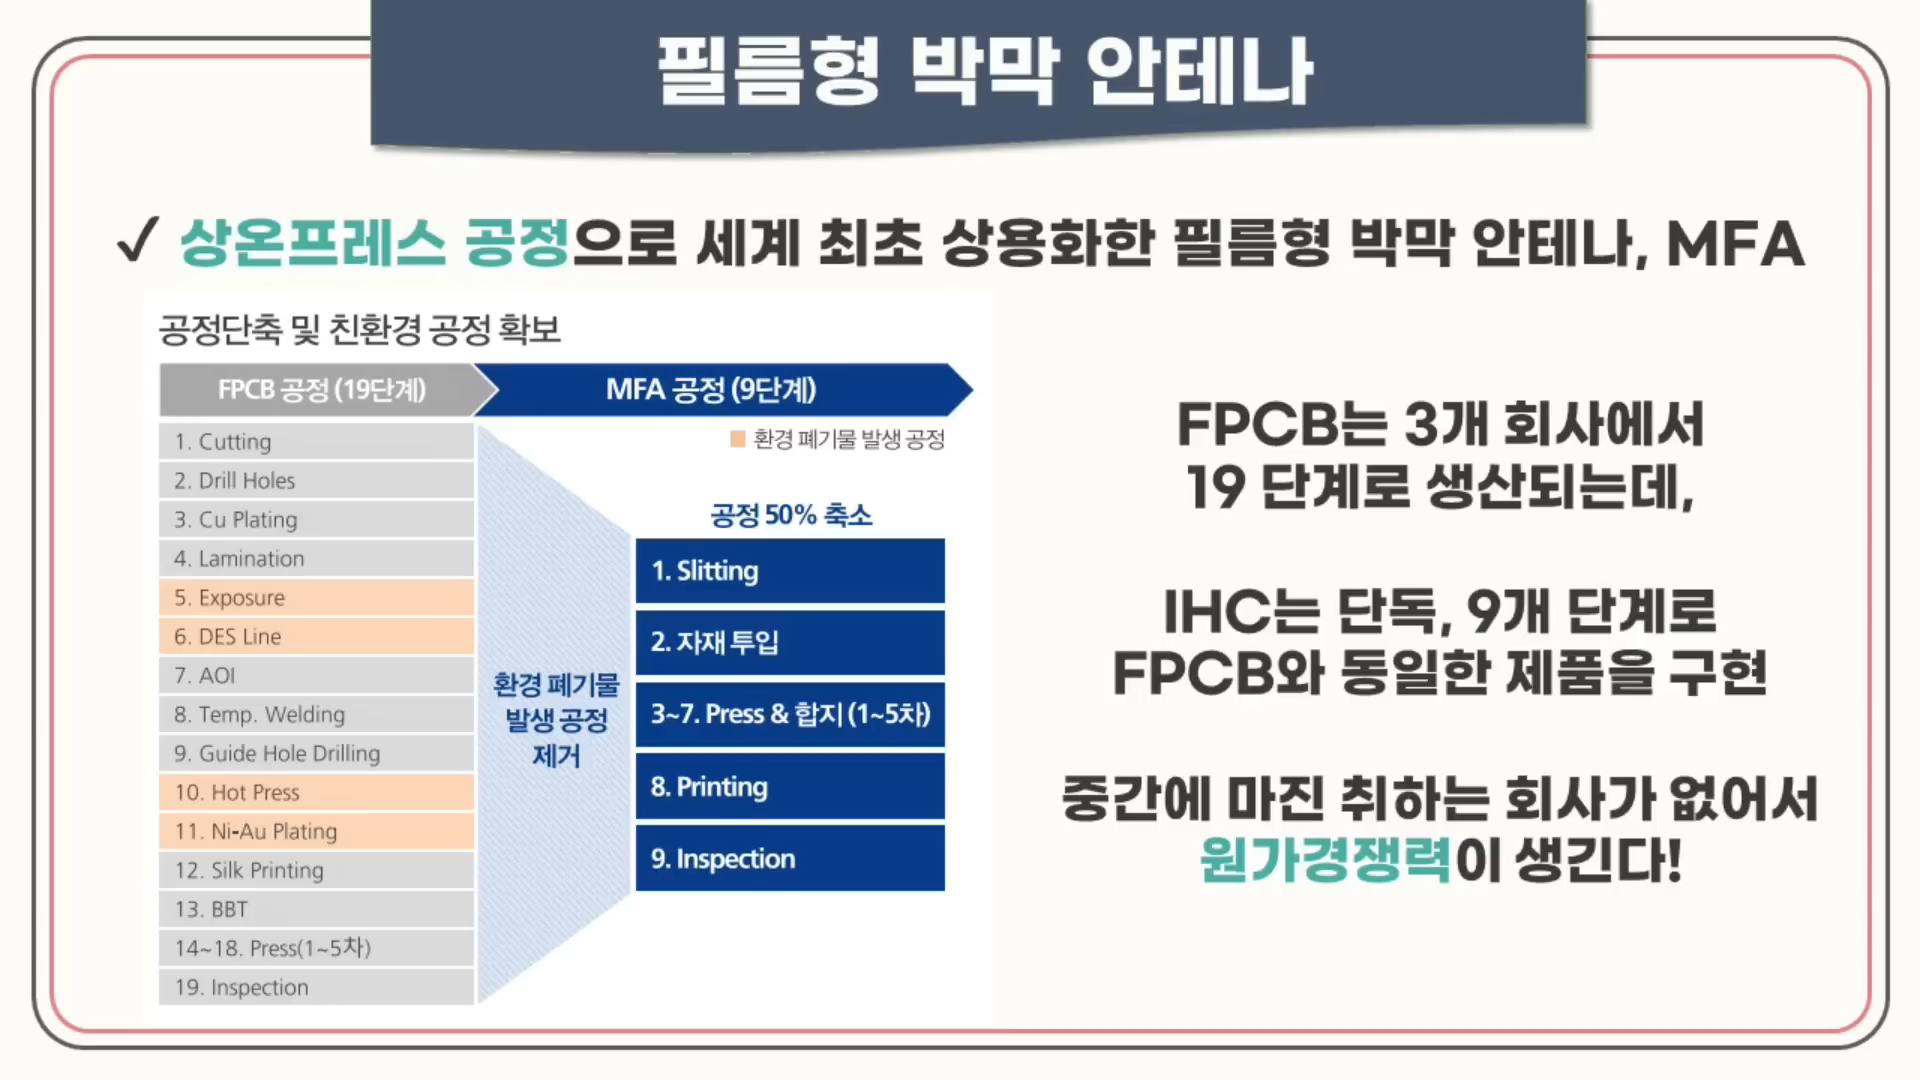 필름형 박막 안테나
✓ 상온프레스 공정으로 세계 최초 상용화한 필름형 박막 안테나, MFA
공정단축 및 친환경 공정 확보
FPCB 공정 (19단계)
MFA 공정 (9단계)
환경 폐기물 발생 공정
1. Cutting
2. Drill Holes
3. Cu Plating
4. Lamination
5. Exposure
6. DES Line
7. AOI
8. Temp. Welding
9. Guide Hole Drilling
10. Hot Press
11. Ni-Au Plating
12. Silk Printing
13. BBT
14~18. Press(1~5차)
19. Inspection
환경 폐기물
발생 공정
제거
공정 50% 축소
1. Slitting
2. 자재 투입
3~7. Press & 합지 (1~5차)
8. Printing
9. Inspection
FPCB는 3개 회사에서
19 단계로 생산되는데,
IHC는 단독, 9개 단계로
FPCB와 동일한 제품을 구현
중간에 마진 취하는 회사가 없어서
원가경쟁력이 생긴다!